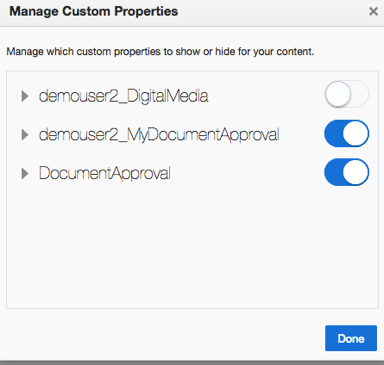 Manage Custom Properties
Manage which custom properties to show or hide for your content.
demouser2_DigitalMedia
demouser2_MyDocumentApproval
DocumentApproval
Done